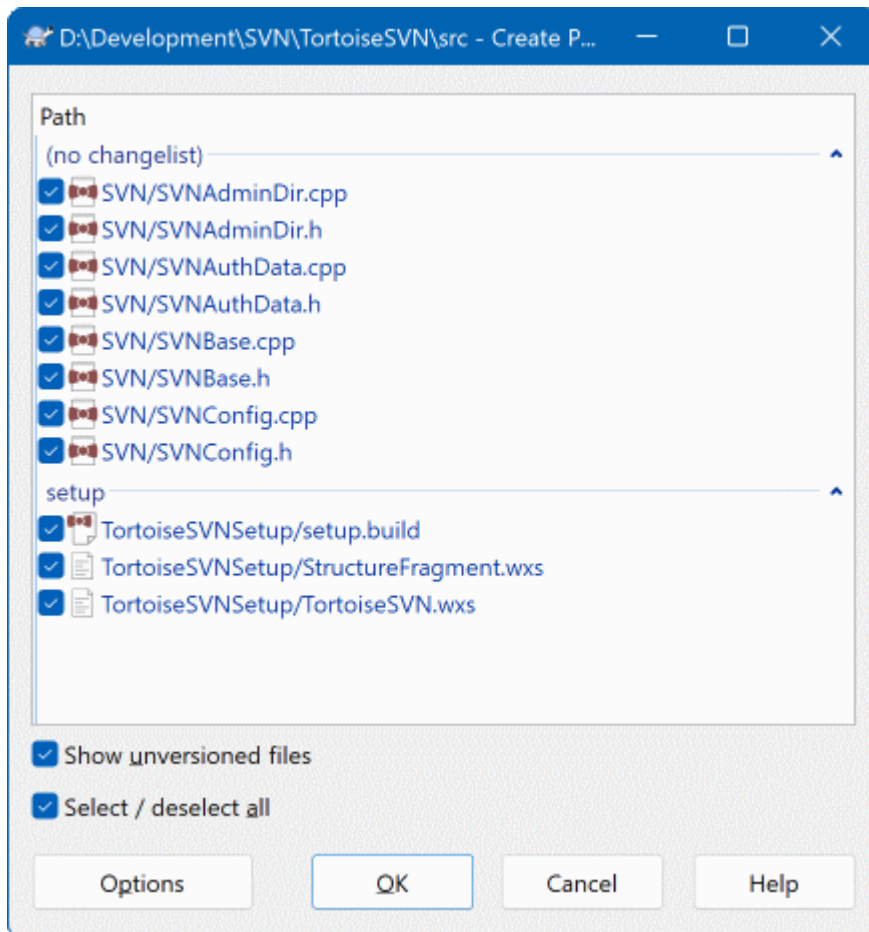 D:\Development\SVN\TortoiseSVN\src - Create P...
Path
(no changelist)
SVN/SVNAdminDir.cpp
SVN/SVNAdminDir.h
SVN/SVNAuthData.cpp
SVN/SVNAuthData.h
SVN/SVNBase.cpp
SVN/SVNBase.h
SVN/SVNConfig.cpp
SVN/SVNConfig.h
setup
TortoiseSVNSetup/setup.build
TortoiseSVNSetup/StructureFragment.wxs
TortoiseSVNSetup/TortoiseSVN.wxs
Show unversioned files
Select / deselect all
Options OK Cancel Help